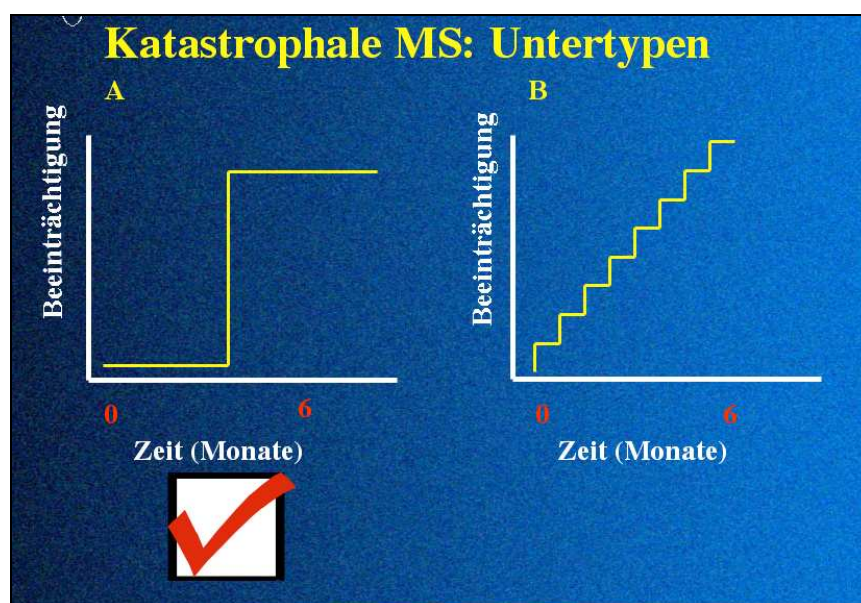 Katastrophale MS: Untertypen
A
Beeinträchtigung
0
6
Zeit (Monate)
B
Beeinträchtigung
0
6
Zeit (Monate)